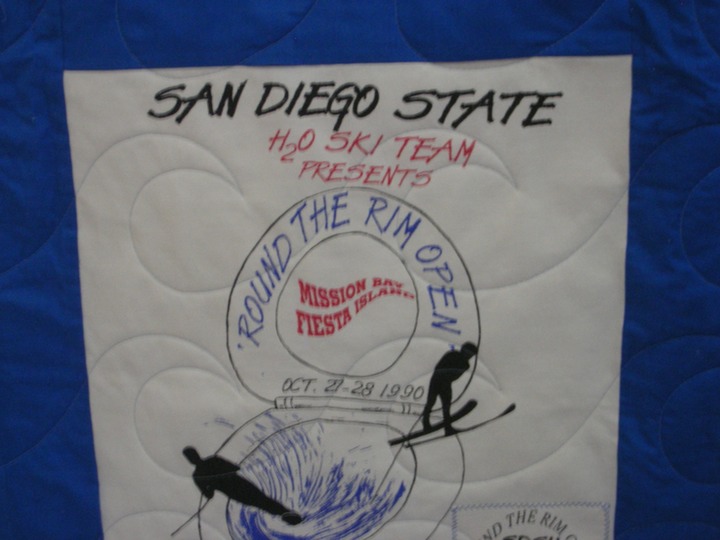 SAN DIEGO STATE
H2O SKI TEAM
PRESENTS
'ROUND THE RIM OPEN'
MISSION BAY
FIESTA ISLAND
OCT. 27-28 1990
ND THE RIM O